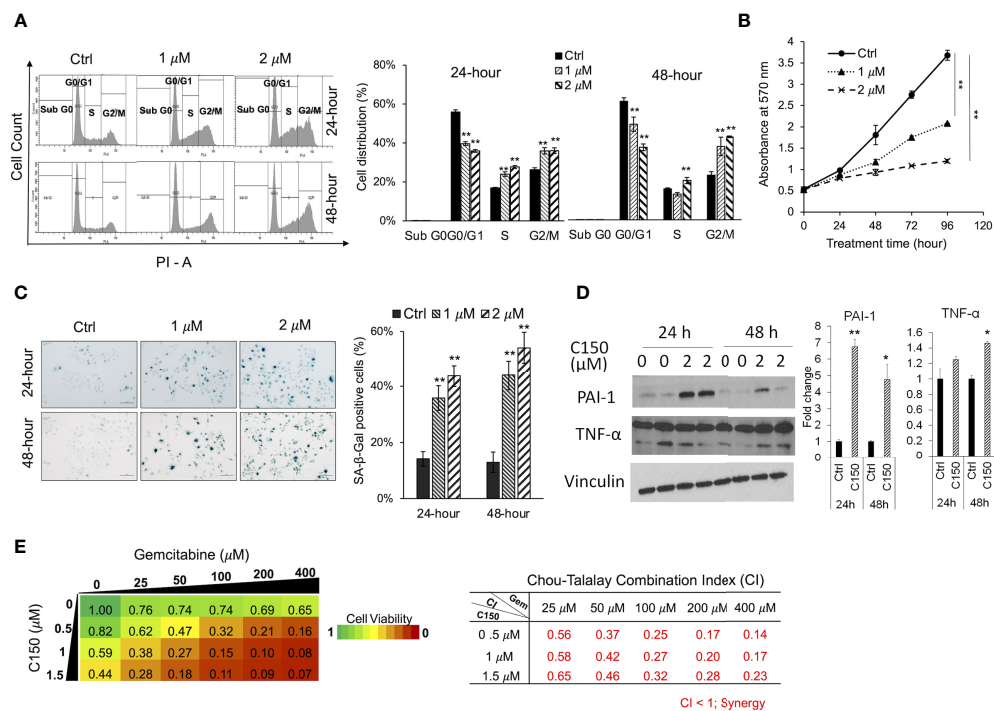 A
Ctrl
1 μM
2 μM
G0/G1
G0/G1
G0/G1
Sub G0
S
G2/M
Sub G0
S
G2/M
Sub G0
S
G2/M
24-hour
48-hour
Cell Count
PI - A
Cell distribution (%)
80%
60%
40%
20%
0%
24-hour
48-hour
Ctrl
1 μM
2 μM
** ** ** ** ** **
** ** ** ** **
Sub G0 G0/G1 S G2/M Sub G0 G0/G1 S G2/M
B
Absorbance at 570 nm
4
3.5
3
2.5
2
1.5
1
0.5
0
Ctrl
1 μM
2 μM
**
**
0 24 48 72 96 120
Treatment time (hour)
C
Ctrl
1 μM
2 μM
24-hour
48-hour
SA-β-Gal positive cells (%)
Ctrl 1 μM 2 μM
60%
40%
20%
0%
** ** ** **
24-hour
48-hour
D
24 h 48 h
C150
(μM)
0 0 2 2 0 0 2 2
PAI-1
TNF-α
Vinculin
PAI-1
Fold change
8
7
6
5
4
3
2
1
0
**
*
Ctrl C150 Ctrl C150
24h 48h
TNF-α
1.6
1.4
1.2
1
0.8
0.6
0.4
0.2
0
*
Ctrl C150 Ctrl C150
24h 48h
E
Gemcitabine (μM)
0 25 50 100 200 400
C150 (μM)
0 1.00 0.76 0.74 0.74 0.69 0.65
0.5 0.82 0.62 0.47 0.32 0.21 0.16
1 0.59 0.38 0.27 0.15 0.10 0.08
1.5 0.44 0.28 0.18 0.11 0.09 0.07
Cell Viability
1 0
Chou-Talalay Combination Index (CI)
Gem
CI
C150
25 μM 50 μM 100 μM 200 μM 400 μM
0 .5 μM 0.56 0.37 0.25 0.17 0.14
1 μM 0.58 0.42 0.27 0.20 0.17
1.5 μM 0.65 0.46 0.32 0.28 0.23
CI < 1; Synergy